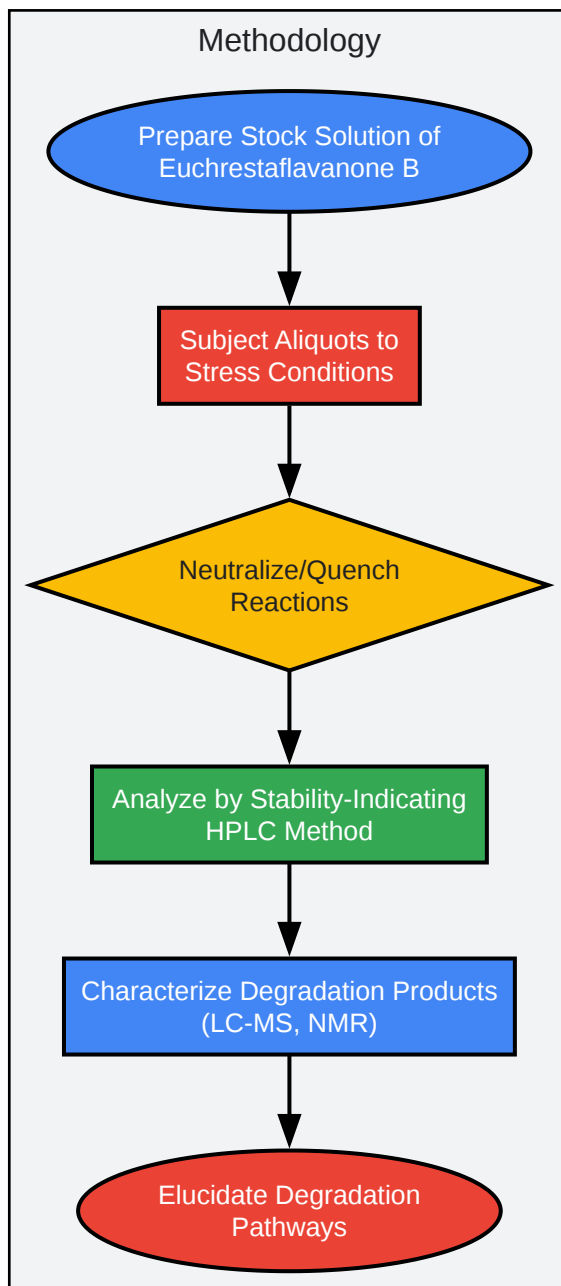 Methodology
Prepare Stock Solution of
Euchrestaflavanone B
Subject Aliquots to
Stress Conditions
Neutralize/Quench
Reactions
Analyze by Stability-Indicating
HPLC Method
Characterize Degradation Products
(LC-MS, NMR)
Elucidate Degradation
Pathways